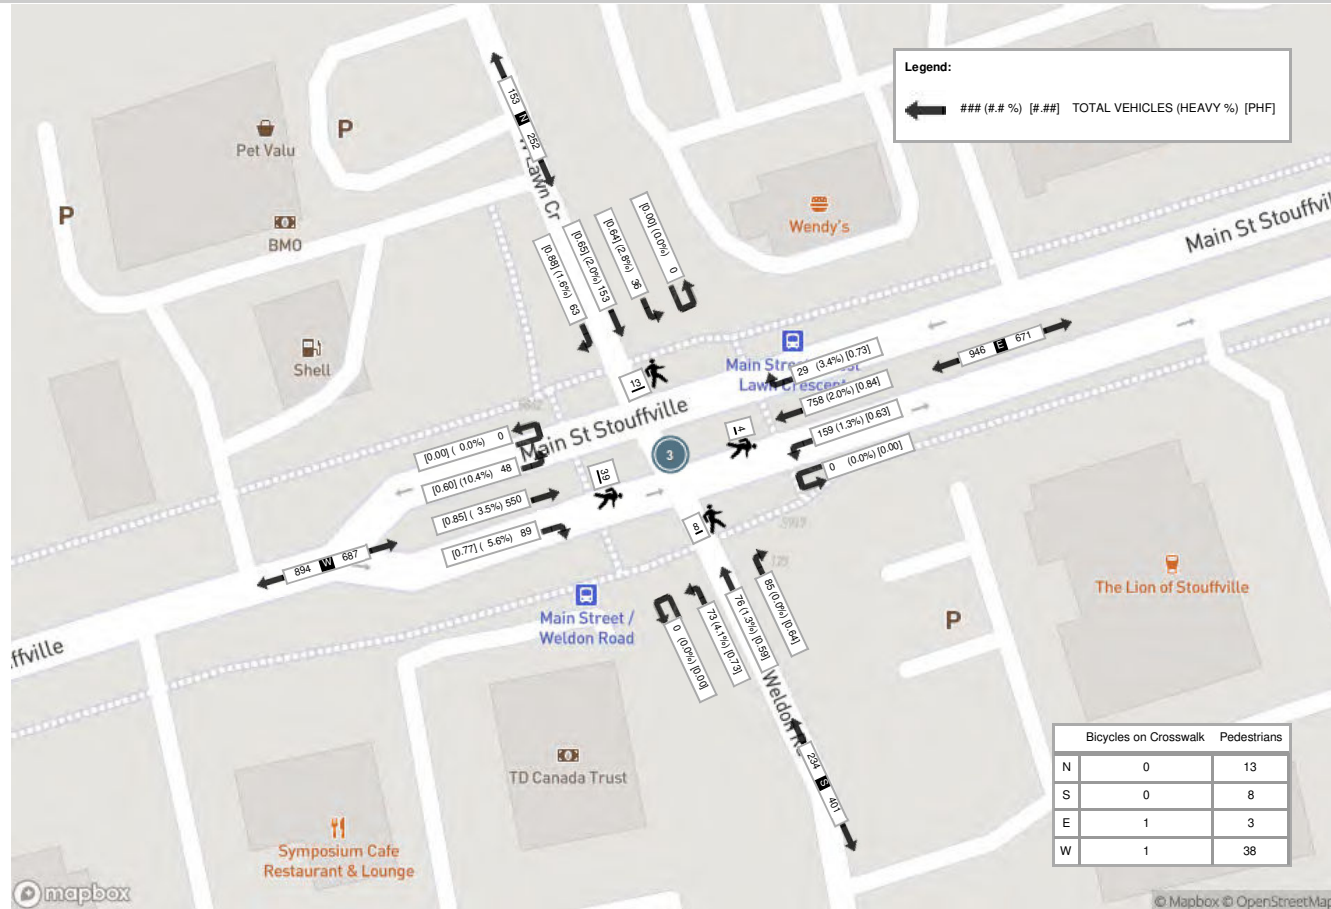 Legend:
### (#.# %) [#.##] TOTAL VEHICLES (HEAVY %) [PHF]
153 N 252
Lawn Cr
P
Pet Valu
P
BMO
Shell
Wendy's
Main St Stouffvil
[0.88] (1.6%) 63
[0.65] (2.0%) 153
[0.64] (2.8%) 36
[0.00] (0.0%) 0
946 E 671
Main Street
Lawn Crescent
29 (3.4%) [0.73]
758 (2.0%) [0.84]
159 (1.3%) [0.63]
0 (0.0%) [0.00]
13
4
Main St Stouffville
3
39
8
[0.00] ( 0.0%) 0
[0.60] (10.4%) 48
[0.85] ( 3.5%) 550
[0.77] ( 5.6%) 89
894 W 687
Main Street /
Weldon Road
0 (0.0%) [0.00]
73 (4.1%) [0.73]
76 (1.3%) [0.59]
85 (0.0%) [0.64]
The Lion of Stouffville
P
ffville
Weldon
234 S 401
TD Canada Trust
Symposium Cafe
Restaurant & Lounge
Bicycles on Crosswalk Pedestrians
N 0 13
S 0 8
E 1 3
W 1 38
mapbox
© Mapbox © OpenStreetMap